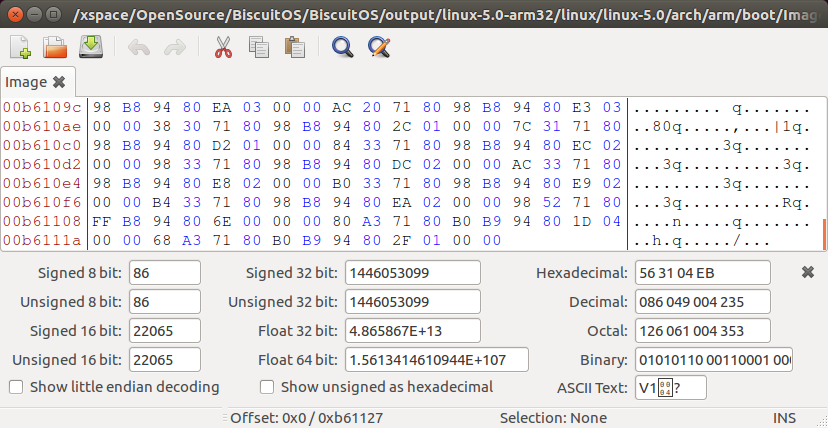 /xspace/OpenSource/BiscuitOS/BiscuitOS/output/linux-5.0-arm32/linux/linux-5.0/arch/arm/boot/Image
Image
00b6109c 98 B8 94 80 EA 03 00 00 AC 20 71 80 98 B8 94 80 E3 03 ......... q.......
00b610ae 00 00 38 30 71 80 98 B8 94 80 2C 01 00 00 7C 31 71 80 ..80q.....,...|1q.
00b610c0 98 B8 94 80 D2 01 00 00 84 33 71 80 98 B8 94 80 EC 02 .........3q.......
00b610d2 00 00 98 33 71 80 98 B8 94 80 DC 02 00 00 AC 33 71 80 ...3q..........3q.
00b610e4 98 B8 94 80 E8 02 00 00 B0 33 71 80 98 B8 94 80 E9 02 .........3q.......
00b610f6 00 00 B4 33 71 80 98 B8 94 80 EA 02 00 00 98 52 71 80 ...3q..........Rq.
00b61108 FF B8 94 80 6E 00 00 00 80 A3 71 80 B0 B9 94 80 1D 04 ....n.....q.......
00b6111a 00 00 68 A3 71 80 B0 B9 94 80 2F 01 00 00 ..h.q...../...
Signed 8 bit: 86 Signed 32 bit: 1446053099 Hexadecimal: 56 31 04 EB
Unsigned 8 bit: 86 Unsigned 32 bit: 1446053099 Decimal: 086 049 004 235
Signed 16 bit: 22065 Float 32 bit: 4.865867E+13 Octal: 126 061 004 353
Unsigned 16 bit: 22065 Float 64 bit: 1.5613414610944E+107 Binary: 01010110 00110001 000
Show little endian decoding Show unsigned as hexadecimal ASCII Text: V1 0004 ?
Offset: 0x0 / 0xb61127 Selection: None INS